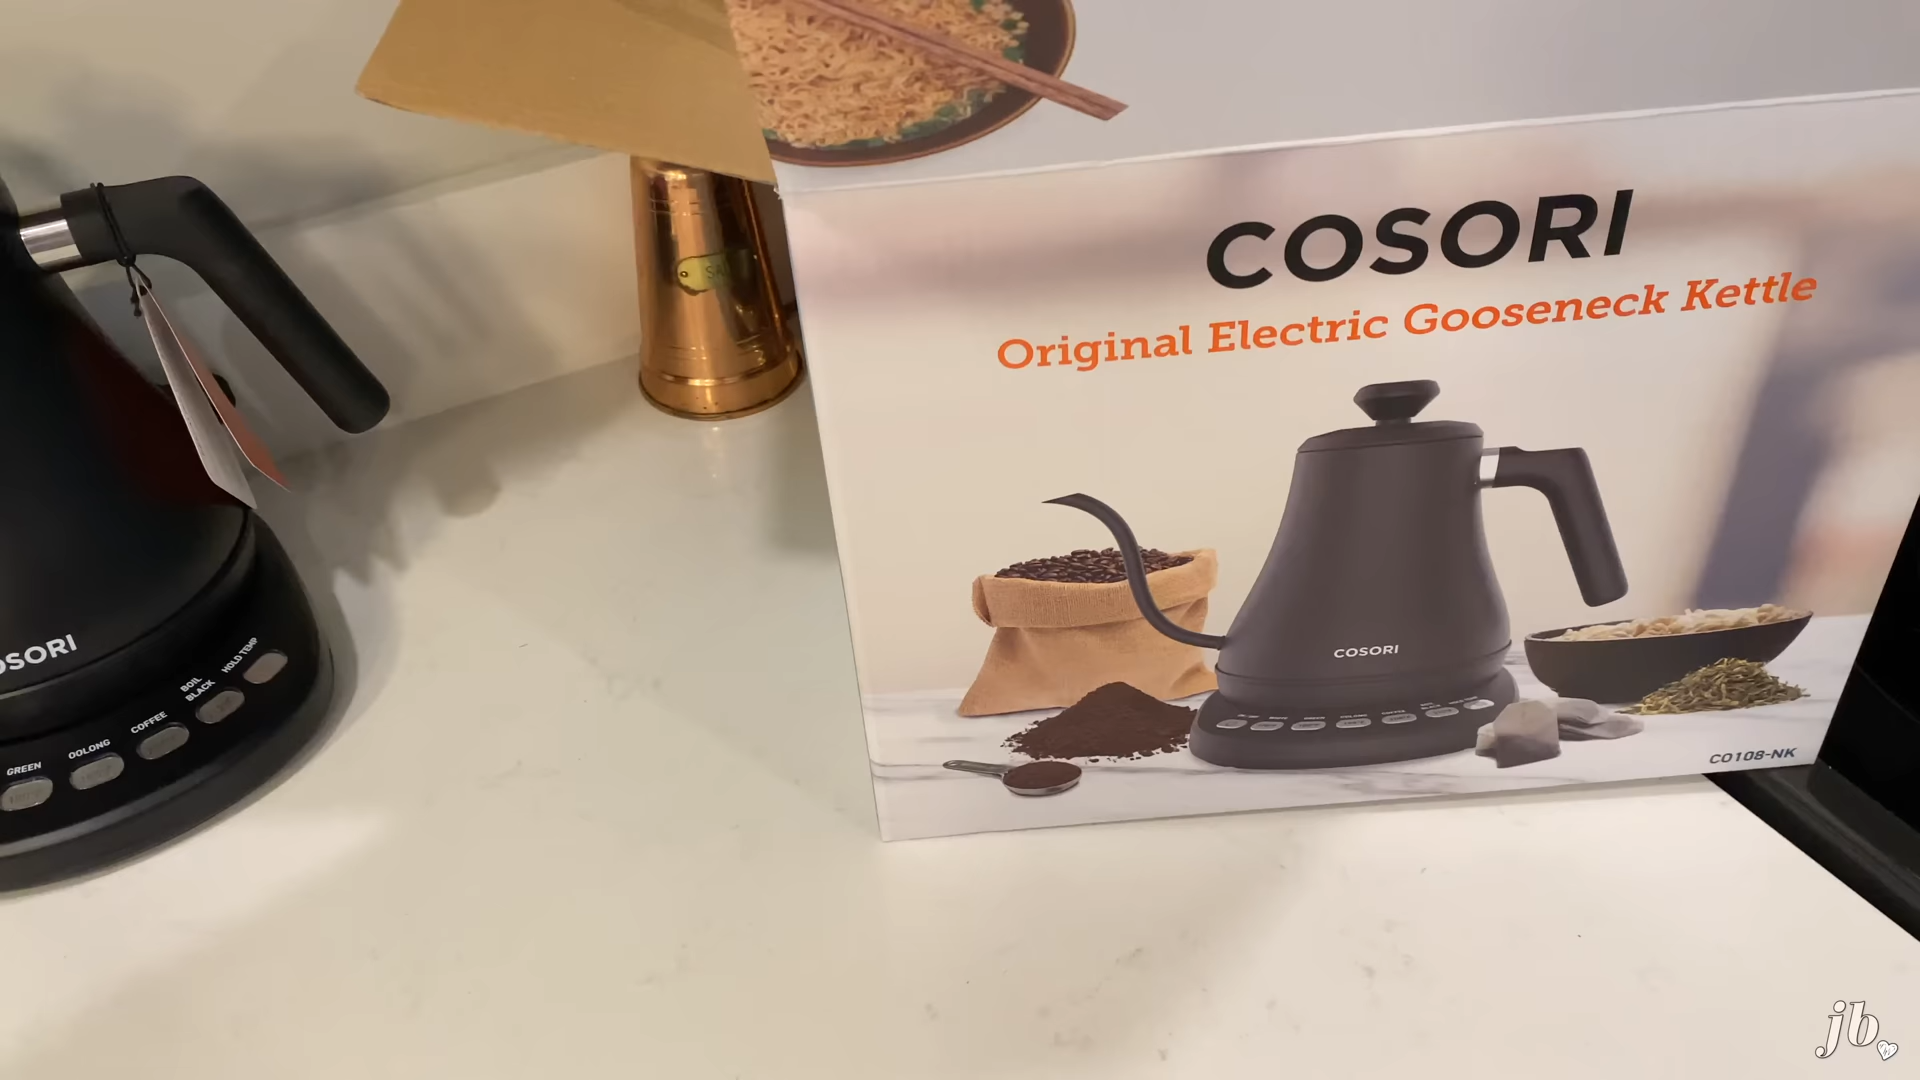 COSORI
Original Electric Gooseneck Kettle
COSORI
CO108-NK
OSORI
GREEN
OOLONG
COFFEE
BOIL
BLACK
HOLD TEMP
jb